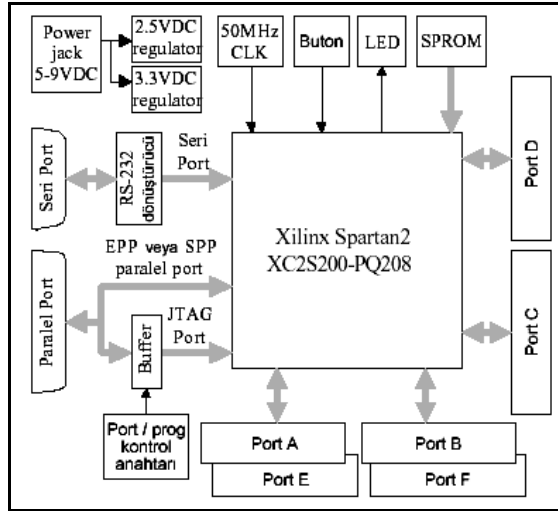 Power
jack
5-9VDC
2.5VDC
regulator
3.3VDC
regulator
50MHz
CLK
Buton
LED
SPROM
Seri Port
RS-232
dönüştürücü
Seri
Port
Port D
Xilinx Spartan2
XC2S200-PQ208
EPP veya SPP
paralel port
Paralel Port
Buffer
JTAG
Port
Port C
Port / prog
kontrol
anahtarı
Port A
Port E
Port B
Port F